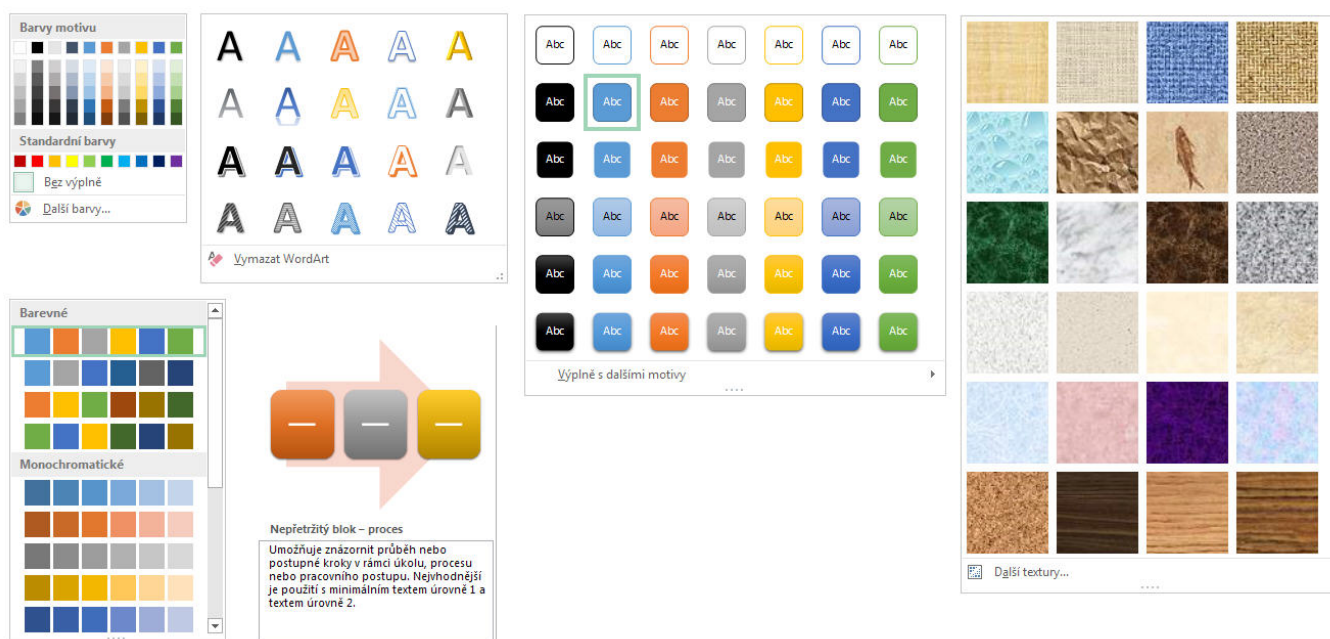 Barvy motivu
Standardní barvy
Bez výplně
Další barvy...
A A A A A
A A A A A
A A A A A
A A A A A
Vymazat WordArt
Abc Abc Abc Abc Abc Abc Abc
Abc Abc Abc Abc Abc Abc Abc
Abc Abc Abc Abc Abc Abc Abc
Abc Abc Abc Abc Abc Abc Abc
Abc Abc Abc Abc Abc Abc Abc
Abc Abc Abc Abc Abc Abc Abc
Výplně s dalšími motivy
Další textury...
Barevné
Monochromatické
Nepřetržitý blok – proces
Umožňuje znázornit průběh nebo
postupné kroky v rámci úkolu, procesu
nebo pracovního postupu. Nejvhodnější
je použití s minimálním textem úrovně 1 a
textem úrovně 2.